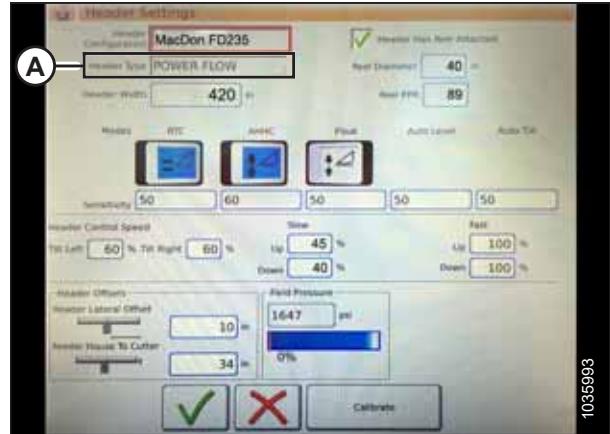 Header Settings
Header Configuration MacDon FD235
Header Has Reel Attached
A
Header Type POWER FLOW
Reel Diameter 40 in
Header Width 420 in
Reel PPR 89
Modes RTC AHHC Float Auto Level Auto Tilt
Sensitivity 50 60 50 50 50
Header Control Speed
Slow Fast
Tilt Left 60 % Tilt Right 60 %
Up 45 % Up 100 %
Down 40 % Down 100 %
Header Offsets
Field Pressure
Header Lateral Offset
10 in
1647 psi
Feeder House To Cutter
34 in
0%
Calibrate
1035993